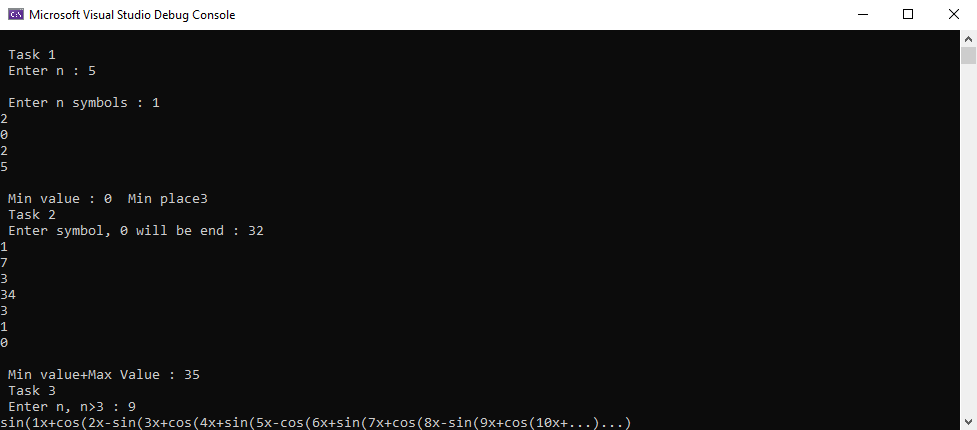 Microsoft Visual Studio Debug Console
Task 1
Enter n : 5
Enter n symbols : 1
2
0
2
5
Min value : 0  Min place3
Task 2
Enter symbol, 0 will be end : 32
1
7
3
34
3
1
0
Min value+Max Value : 35
Task 3
Enter n, n>3 : 9
sin(1x+cos(2x-sin(3x+cos(4x+sin(5x-cos(6x+sin(7x+cos(8x-sin(9x+cos(10x+...)...)